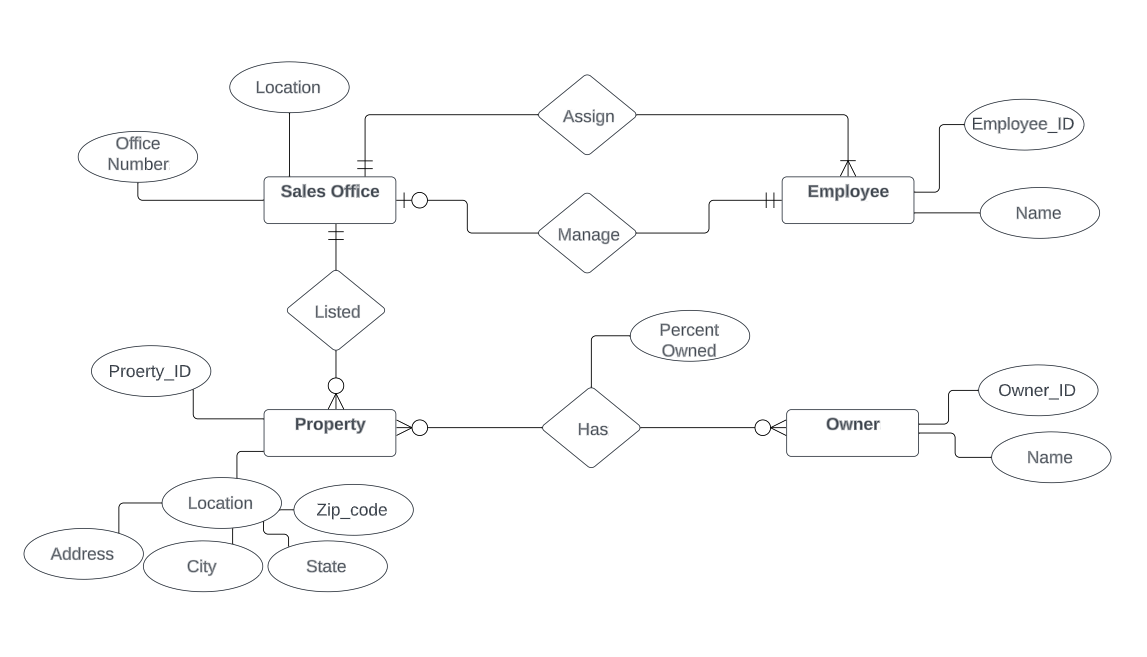 Location
Assign
Employee_ID
Office
Number
Sales Office
Employee
Name
Manage
Listed
Percent
Owned
Proerty_ID
Owner_ID
Property
Has
Owner
Name
Location
Zip_code
Address
City
State